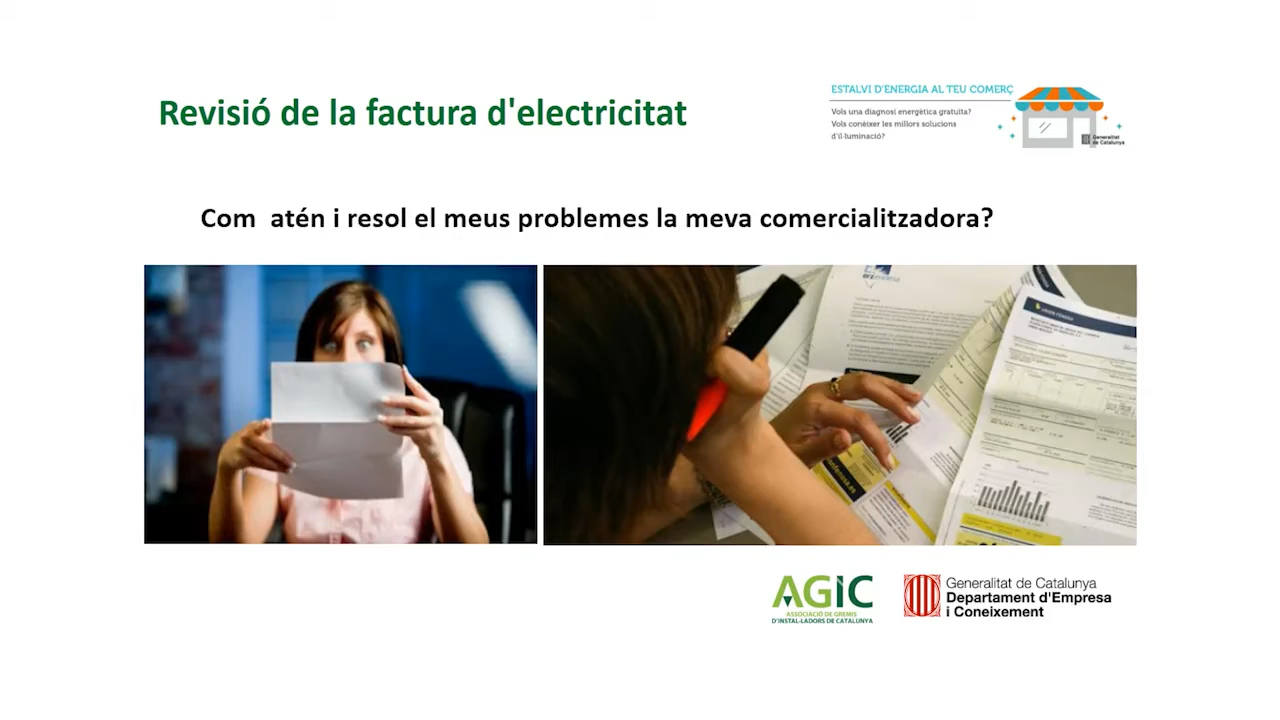 Revisió de la factura d'electricitat
ESTALVI D'ENERGIA AL TEU COMERÇ
Vols una diagnosi energètica gratuïta?
Vols conèixer les millors solucions
d'il·luminació?
Generalitat
de Catalunya
Com  atén i resol el meus problemes la meva comercialitzadora?
AGIC
ASSOCIACIÓ DE GREMIS
D'INSTAL·LADORS DE CATALUNYA
Generalitat de Catalunya
Departament d'Empresa
i Coneixement